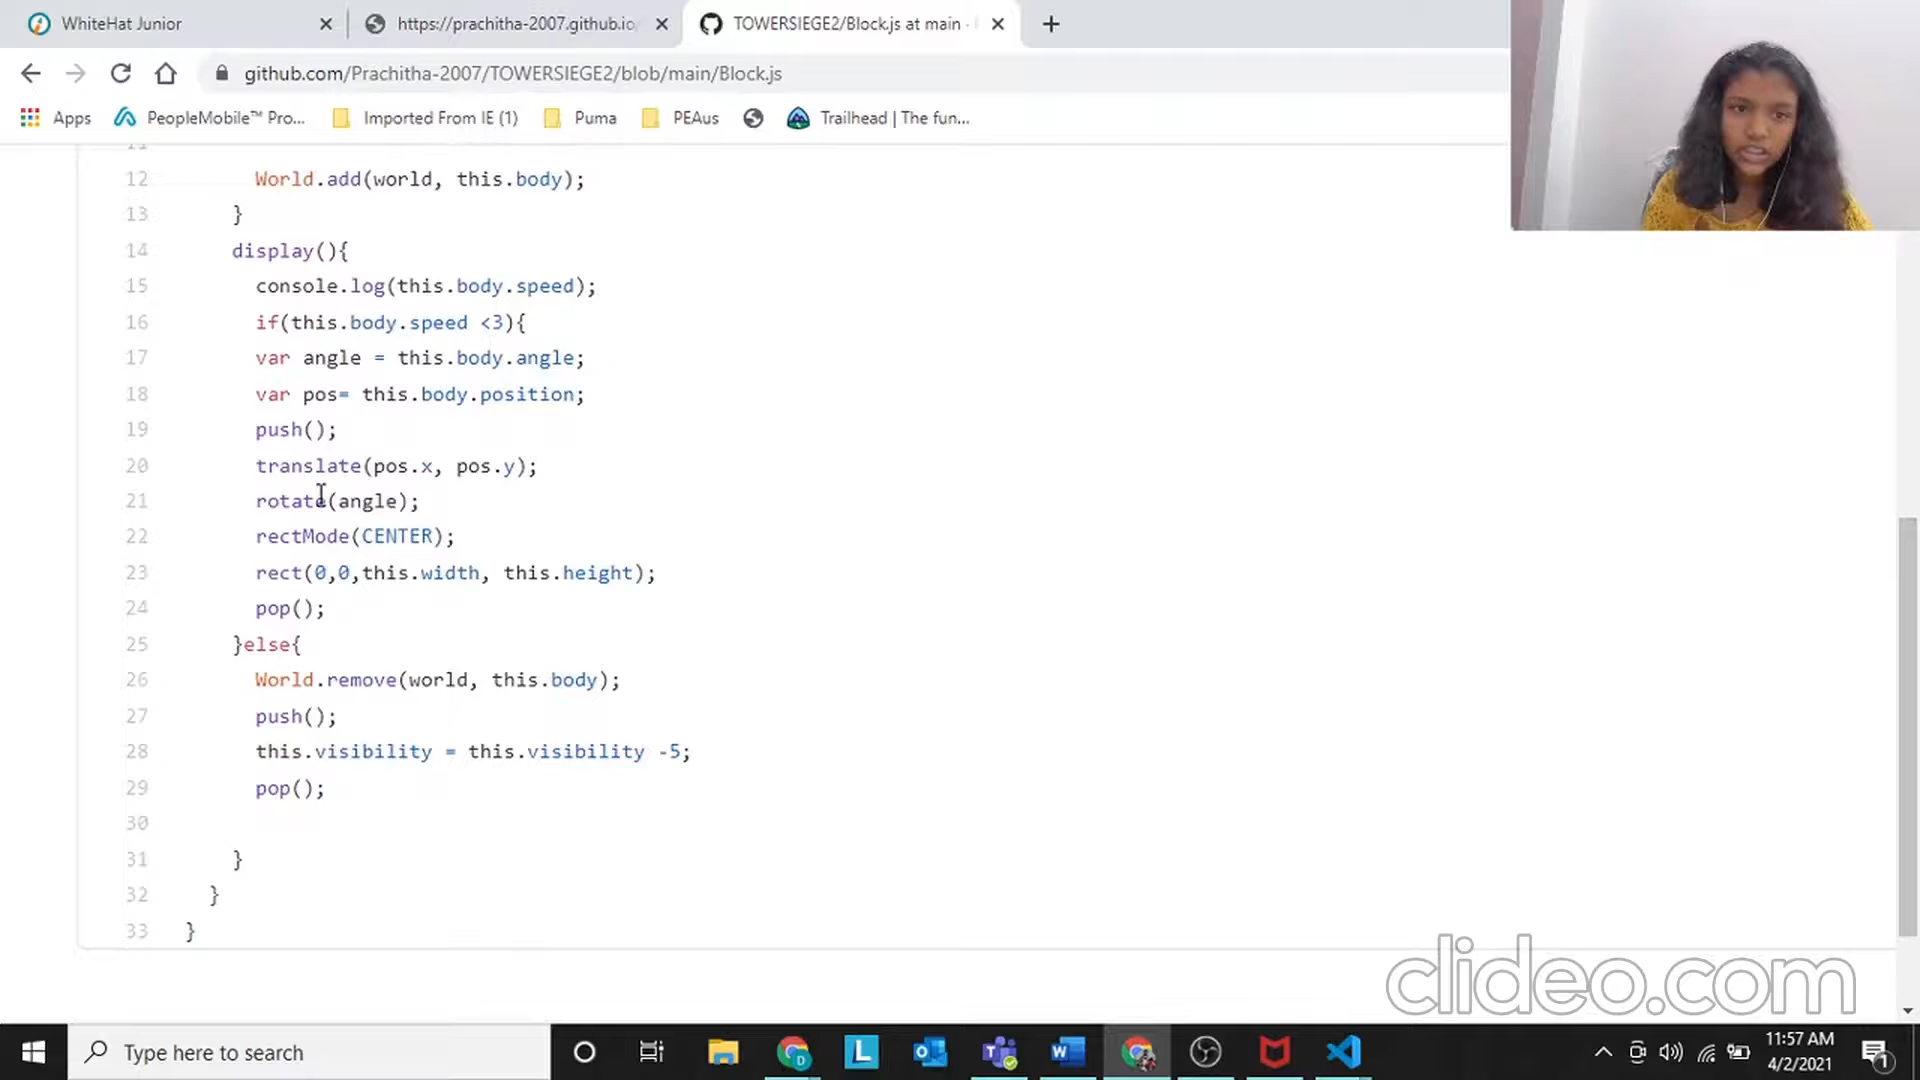 WhiteHat Junior
https://prachitha-2007.github.io/
TOWERSIEGE2/Block.js at main ·
github.com/Prachitha-2007/TOWERSIEGE2/blob/main/Block.js
Apps
PeopleMobile™ Pro...
Imported From IE (1)
Puma
PEAus
Trailhead | The fun...
11
12 World.add(world, this.body);
13 }
14 display(){
15 console.log(this.body.speed);
16 if(this.body.speed <3){
17 var angle = this.body.angle;
18 var pos= this.body.position;
19 push();
20 translate(pos.x, pos.y);
21 rotate(angle);
22 rectMode(CENTER);
23 rect(0,0,this.width, this.height);
24 pop();
25 }else{
26 World.remove(world, this.body);
27 push();
28 this.visibility = this.visibility -5;
29 pop();
30
31 }
32 }
33 }
clideo.com
Type here to search
11:57 AM
4/2/2021
1